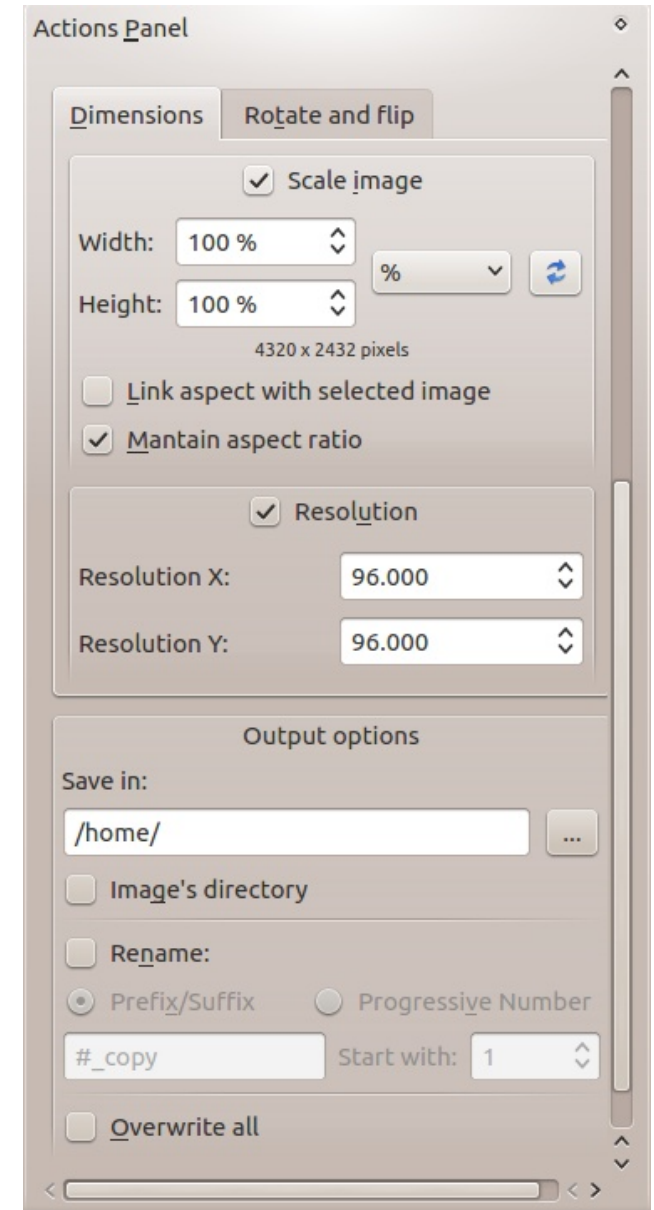 Actions Panel
Dimensions Rotate and flip
Scale image
Width: 100 %
%
Height: 100 %
4320 x 2432 pixels
Link aspect with selected image
Mantain aspect ratio
Resolution
Resolution X: 96.000
Resolution Y: 96.000
Output options
Save in:
/home/ ...
Image's directory
Rename:
Prefix/Suffix Progressive Number
#_copy Start with: 1
Overwrite all